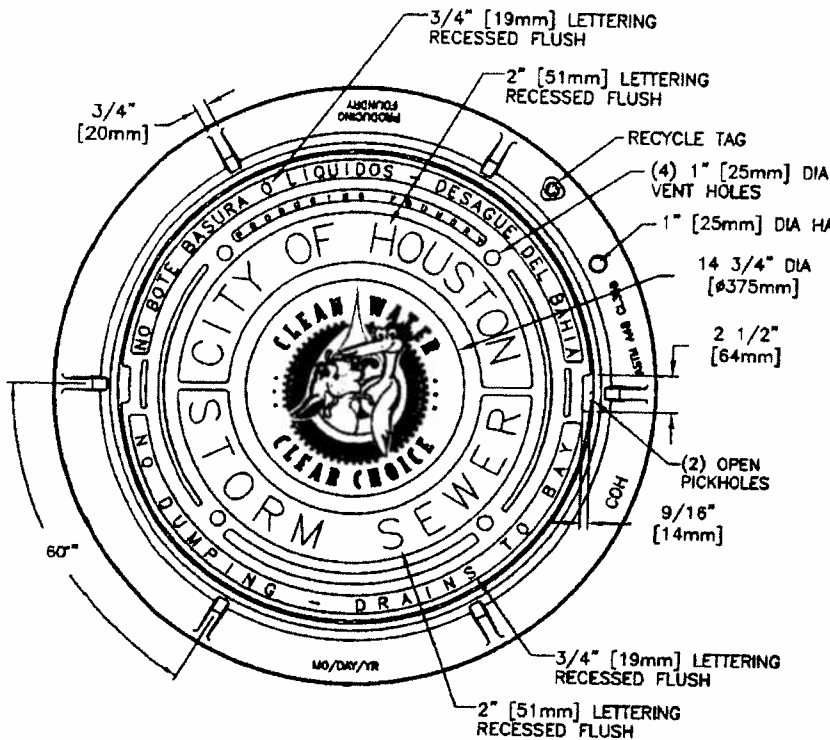 3/4" [19mm] LETTERING
RECESSED FLUSH
2" [51mm] LETTERING
RECESSED FLUSH
3/4"
[20mm]
PRODUCING
FOUNDRY
RECYCLE TAG
(4) 1" [25mm] DIA
VENT HOLES
1" [25mm] DIA HA
14 3/4" DIA
[ø375mm]
2 1/2"
[64mm]
(2) OPEN
PICKHOLES
9/16"
[14mm]
COH
NO BOTE BASURA O LIQUIDOS - DESAGUE DEL BAHIA
PRODUCING FOUNDRY
CITY OF HOUSTON
CLEAN WATER
CLEAR CHOICE
STORM SEWER
NO DUMPING - DRAINS TO BAY
60°
MO/DAY/YR
3/4" [19mm] LETTERING
RECESSED FLUSH
2" [51mm] LETTERING
RECESSED FLUSH